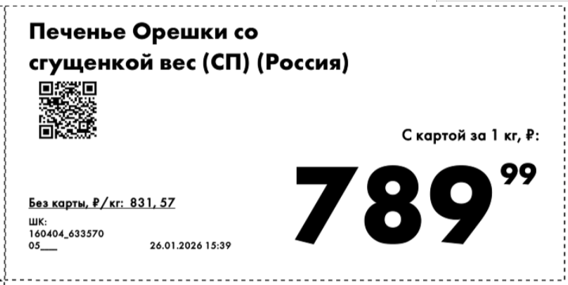 Печенье Орешки со
сгущенкой вес (СП) (Россия)
С картой за 1 кг, ₽:
789 99
Без карты, ₽/кг: 831, 57
ШК:
160404_633570
05___ 26.01.2026 15:39